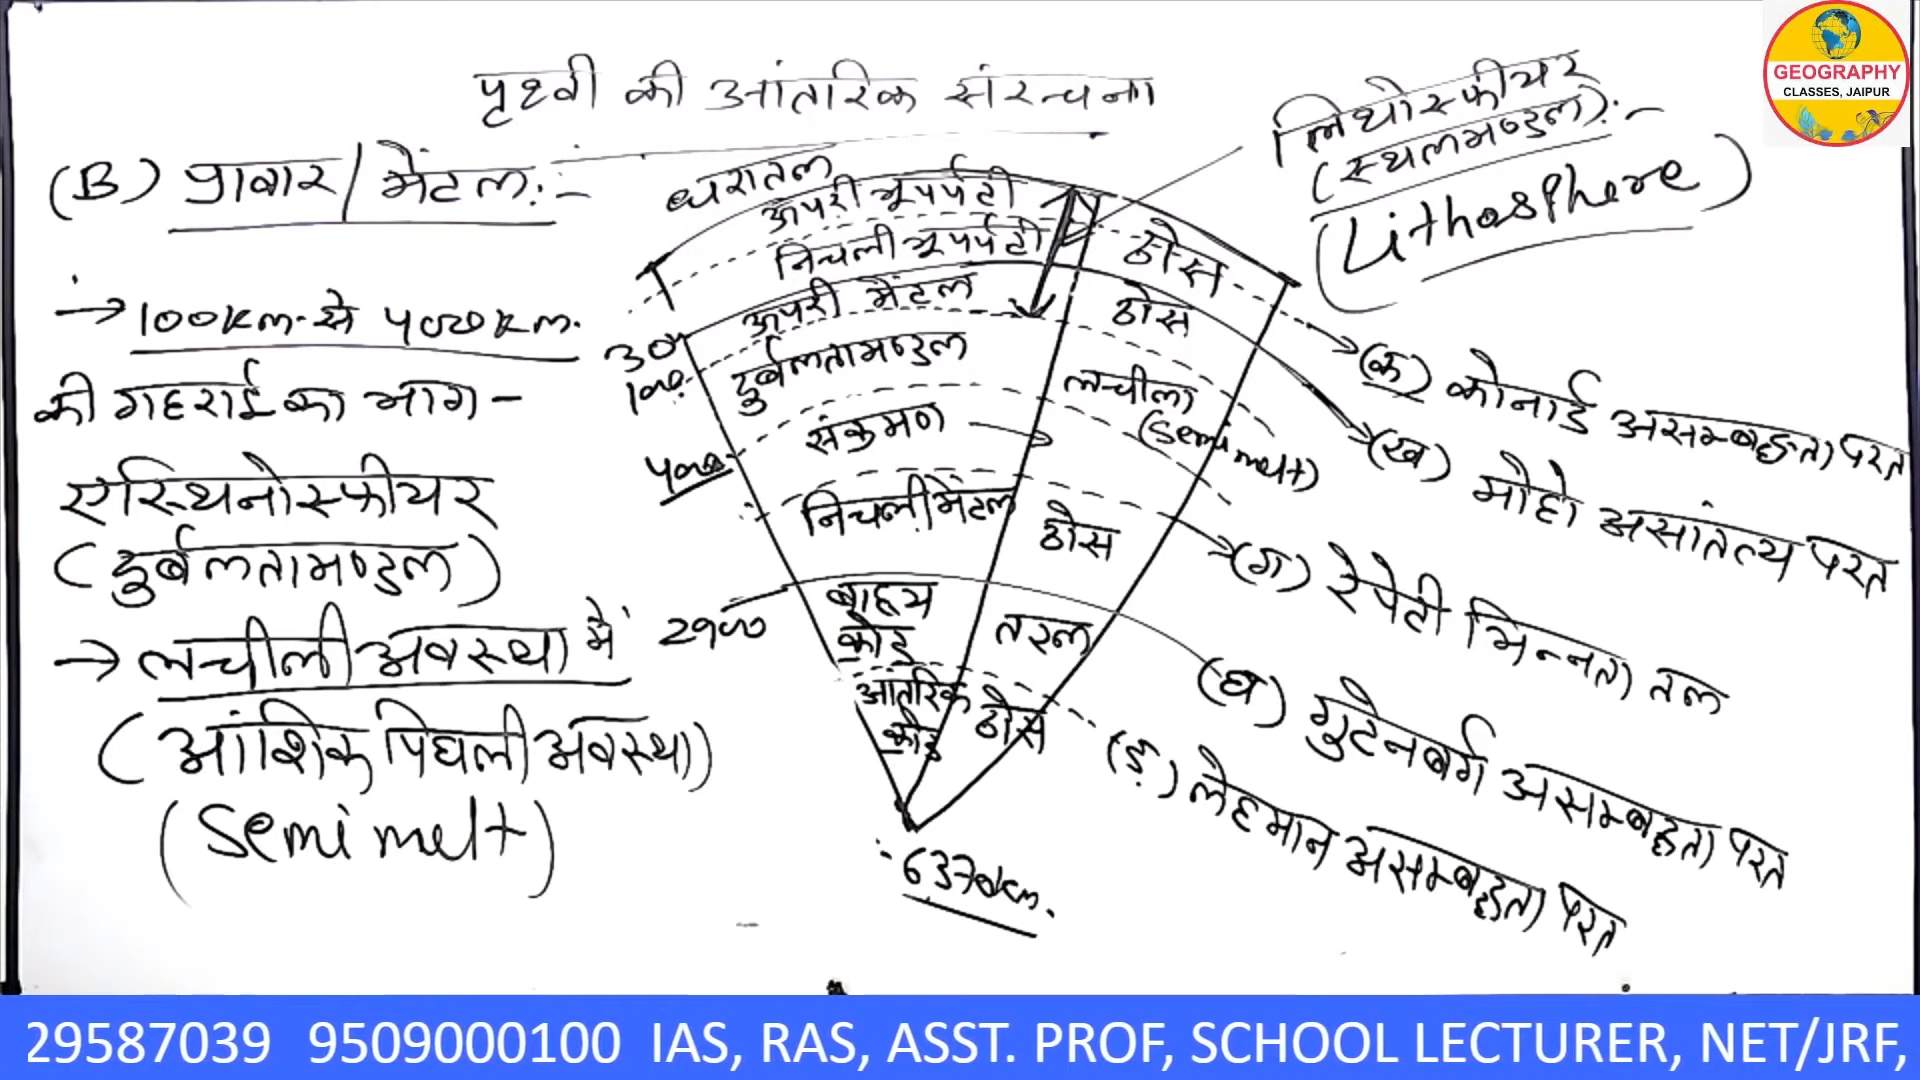 पृथ्वी की आंतरिक संरचना
(B) प्रावार / मेंटल:-
→ 100km. से 400km.
की गहराई का भाग -
एस्थिनोस्फीयर
(दुर्बलतामण्डल)
→ लचीली अवस्था में
(आंशिक पिघली अवस्था)
(Semi melt)
धरातल
ऊपरी भूपर्पटी
निचली भूपर्पटी
ठोस
30
ऊपरी मेंटल
ठोस
100
दुर्बलतामण्डल
लचीला
(Semi melt)
400
संक्रमण
निचली मेंटल
ठोस
2900
बाह्य
कोड
तरल
आंतरिक
कोड
ठोस
6370km.
लिथोस्फीयर
(स्थलमण्डल):-
(Lithosphere)
(क) कोनार्ड असम्बद्धता परत
(ख) मोहो असांतत्य परत
(ग) रेपेटी भिन्नता तल
(घ) गुटेनबर्ग असम्बद्धता परत
(ङ) लेहमान असम्बद्धता परत
GEOGRAPHY
CLASSES, JAIPUR
29587039 9509000100 IAS, RAS, ASST. PROF, SCHOOL LECTURER, NET/JRF,